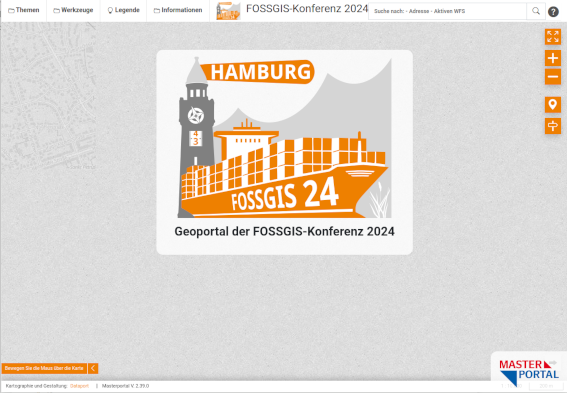 Themen
Werkzeuge
Legende
Informationen
FOSSGIS-Konferenz 2024
Suche nach: - Adresse - Aktiven WFS
?
HAMBURG
4
3
FOSSGIS 24
Geoportal der FOSSGIS-Konferenz 2024
Bewegen Sie die Maus über die Karte
MASTER
PORTAL
Kartographie und Gestaltung: Dataport | Masterportal V. 2.39.0